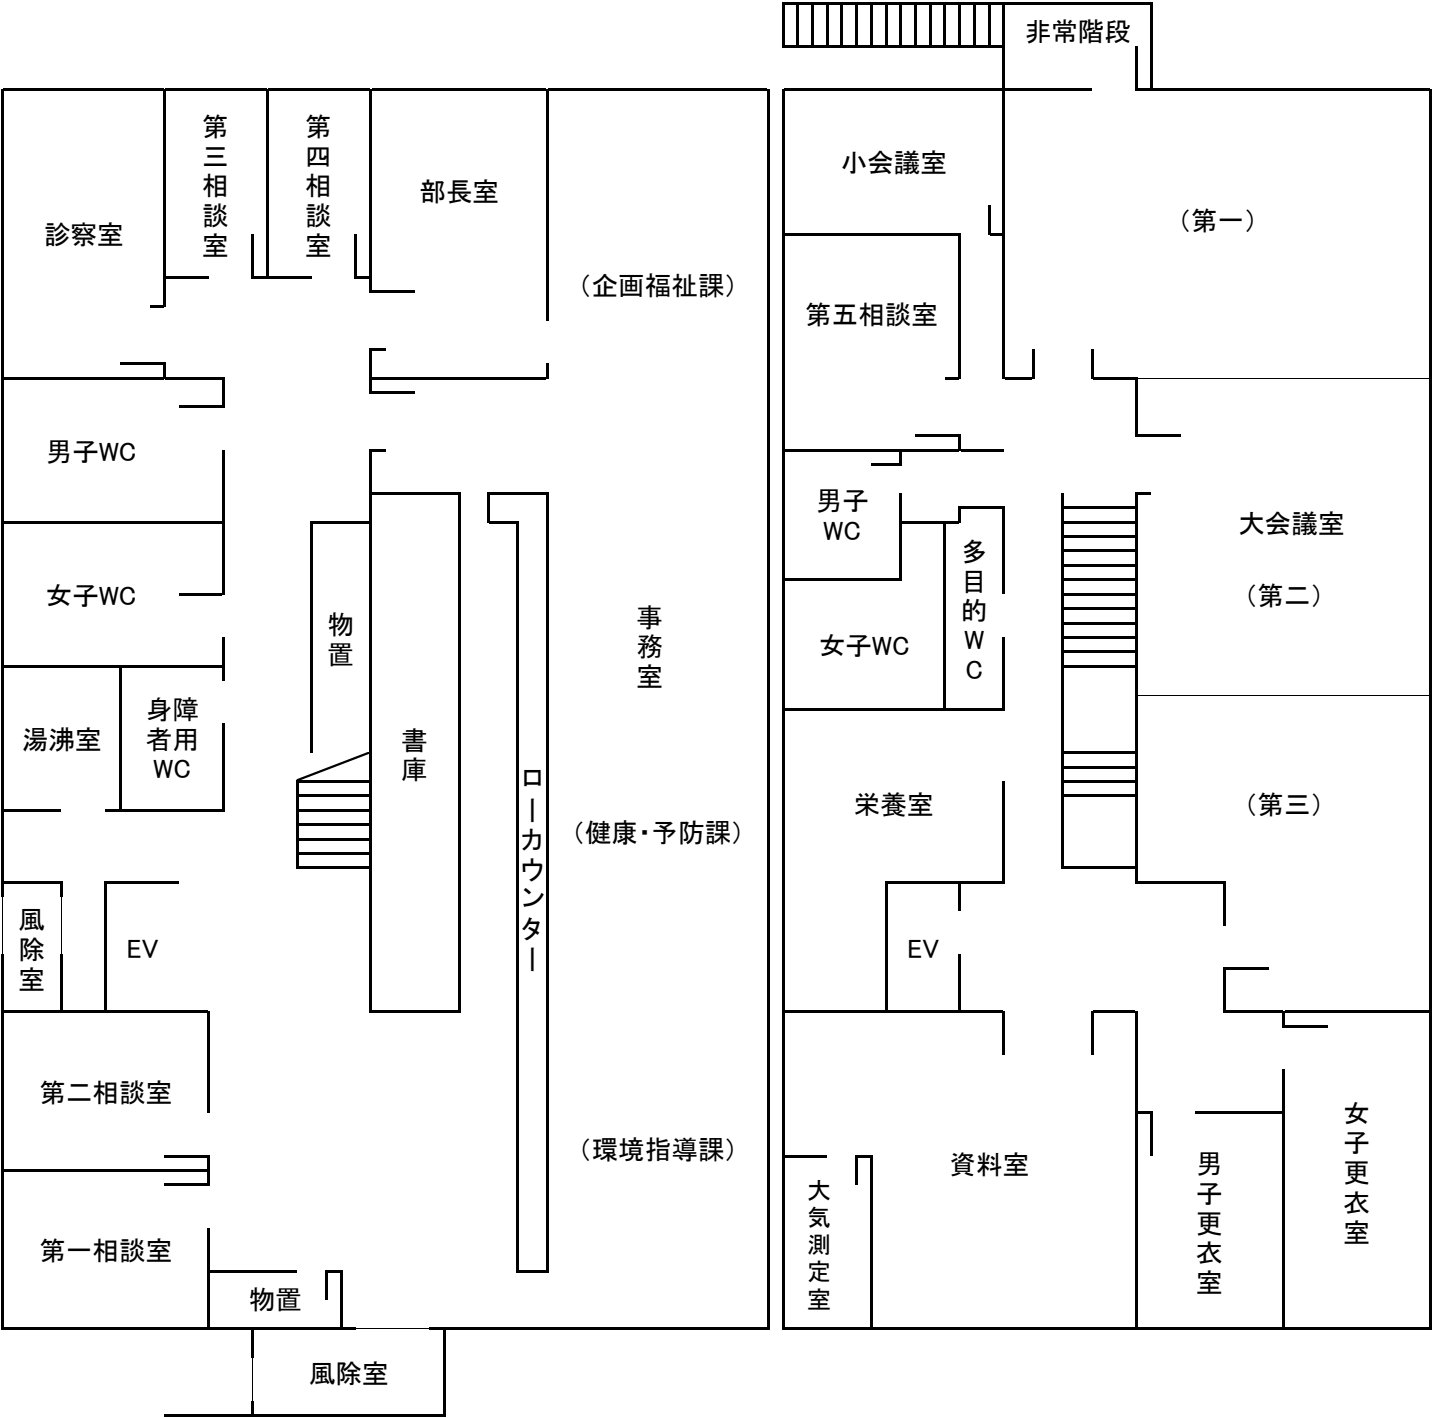 非常階段
第三相談室
第四相談室
部長室
診察室
(企画福祉課)
男子WC
女子WC
物置
事務室
湯沸室
身障
者用
WC
書庫
ローカウンター
(健康・予防課)
風除室
EV
第二相談室
(環境指導課)
第一相談室
物置
風除室
小会議室
(第一)
第五相談室
男子
WC
多目的WC
大会議室
(第二)
女子WC
栄養室
(第三)
EV
資料室
大気測定室
男子更衣室
女子更衣室